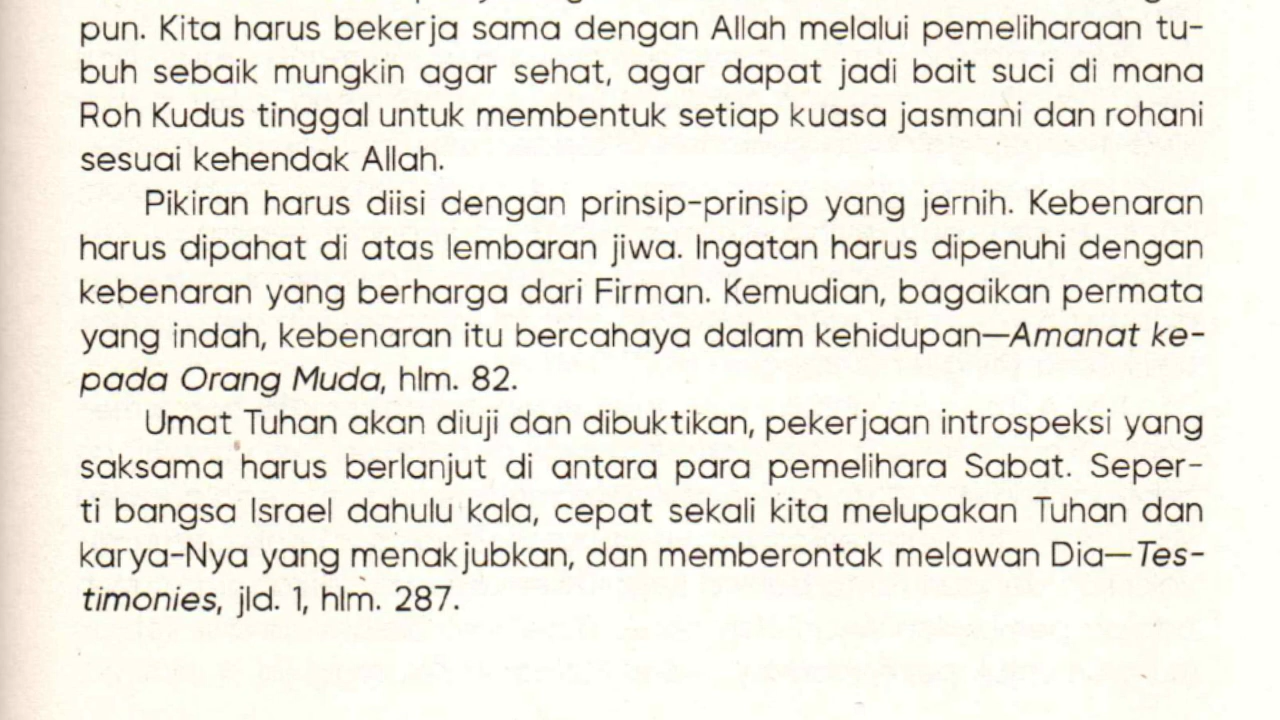 pun. Kita harus bekerja sama dengan Allah melalui pemeliharaan tu-
buh sebaik mungkin agar sehat, agar dapat jadi bait suci di mana
Roh Kudus tinggal untuk membentuk setiap kuasa jasmani dan rohani
sesuai kehendak Allah.
Pikiran harus diisi dengan prinsip-prinsip yang jernih. Kebenaran
harus dipahat di atas lembaran jiwa. Ingatan harus dipenuhi dengan
kebenaran yang berharga dari Firman. Kemudian, bagaikan permata
yang indah, kebenaran itu bercahaya dalam kehidupan—Amanat ke-
pada Orang Muda, hlm. 82.
Umat Tuhan akan diuji dan dibuktikan, pekerjaan introspeksi yang
saksama harus berlanjut di antara para pemelihara Sabat. Seper-
ti bangsa Israel dahulu kala, cepat sekali kita melupakan Tuhan dan
karya-Nya yang menakjubkan, dan memberontak melawan Dia—Tes-
timonies, jld. 1, hlm. 287.